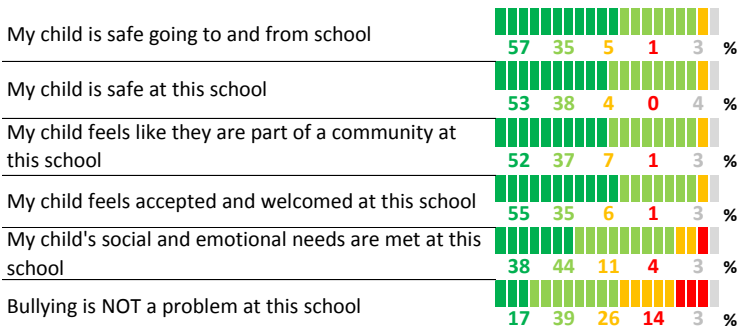 My child is safe going to and from school
57 35 5 1 3 %
My child is safe at this school
53 38 4 0 4 %
My child feels like they are part of a community at
this school
52 37 7 1 3 %
My child feels accepted and welcomed at this school
55 35 6 1 3 %
My child's social and emotional needs are met at this
school
38 44 11 4 3 %
Bullying is NOT a problem at this school
17 39 26 14 3 %